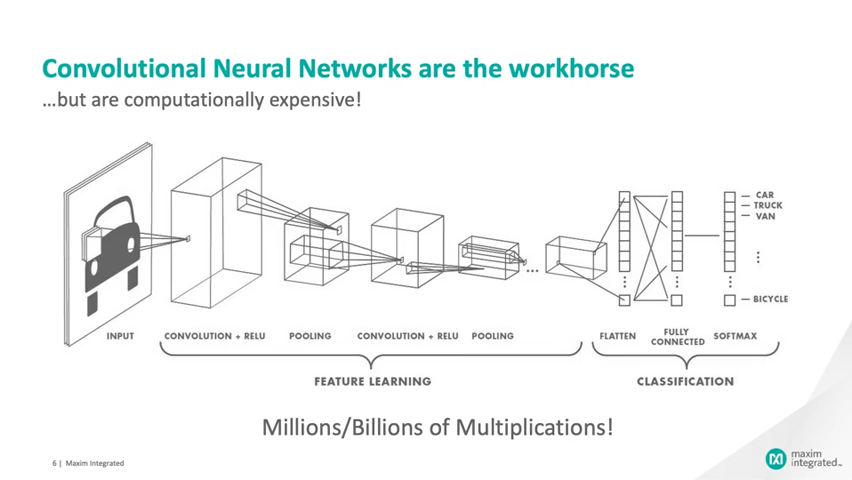 Convolutional Neural Networks are the workhorse
…but are computationally expensive!
CAR
TRUCK
VAN
BICYCLE
INPUT
CONVOLUTION + RELU
POOLING
CONVOLUTION + RELU
POOLING
FLATTEN
FULLY
CONNECTED
SOFTMAX
FEATURE LEARNING
CLASSIFICATION
Millions/Billions of Multiplications!
6 | Maxim Integrated
maxim
integrated™